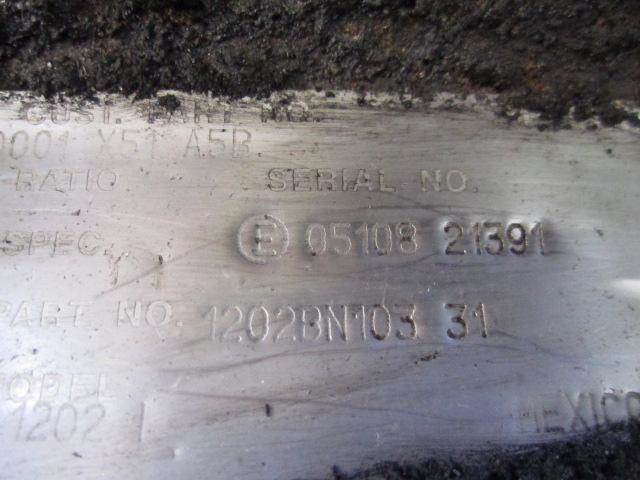 CUST. PART NO.
0001 X51 A5B
RATIO SERIAL NO.
SPEC. E 05108 21391
PART NO. 1202BN103 31
MODEL
1202 I MEXICO